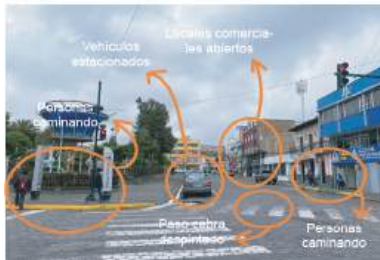 Vehículos
estacionados
Locales comercia-
les abiertos
Personas
caminando
Paso cebra
despintado
Personas
caminando